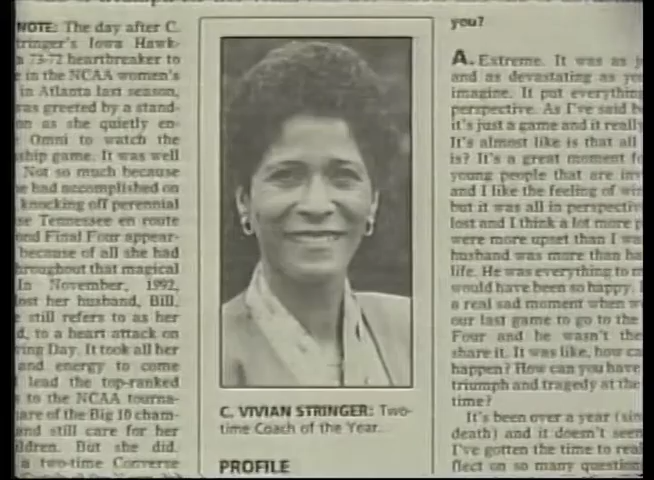 NOTE: The day after C.
tringer's Iowa Hawk-
73-72 heartbreaker to
in the NCAA women's
in Atlanta last season,
as greeted by a stand-
on as she quietly en-
Omni to watch the
ship game. It was well
Not so much because
e had accomplished on
knocking off perennial
se Tennessee en route
ond Final Four appear-
because of all she had
hroughout that magical
In November, 1992,
ost her husband, Bill,
e still refers to as her
d, to a heart attack on
ving Day. It took all her
and energy to come
lead the top-ranked
s to the NCAA tourna-
are of the Big 10 cham-
and still care for her
ldren. But she did.
a two-time Converse
C. VIVIAN STRINGER: Two-
time Coach of the Year.
PROFILE
you?
A. Extreme. It was as j
and as devastating as yo
imagine. It put everything
perspective. As I've said b
it's just a game and it really
It's almost like is that all
is? It's a great moment fo
young people that are inv
and I like the feeling of win
but it was all in perspectiv
lost and I think a lot more p
were more upset than I wa
husband was more than ha
life. He was everything to m
would have been so happy.
a real sad moment when w
our last game to go to the
Four and he wasn't the
share it. It was like, how ca
happen? How can you have
triumph and tragedy at the
time?
It's been over a year (sin
death) and it doesn't seem
I've gotten the time to real
flect on so many question